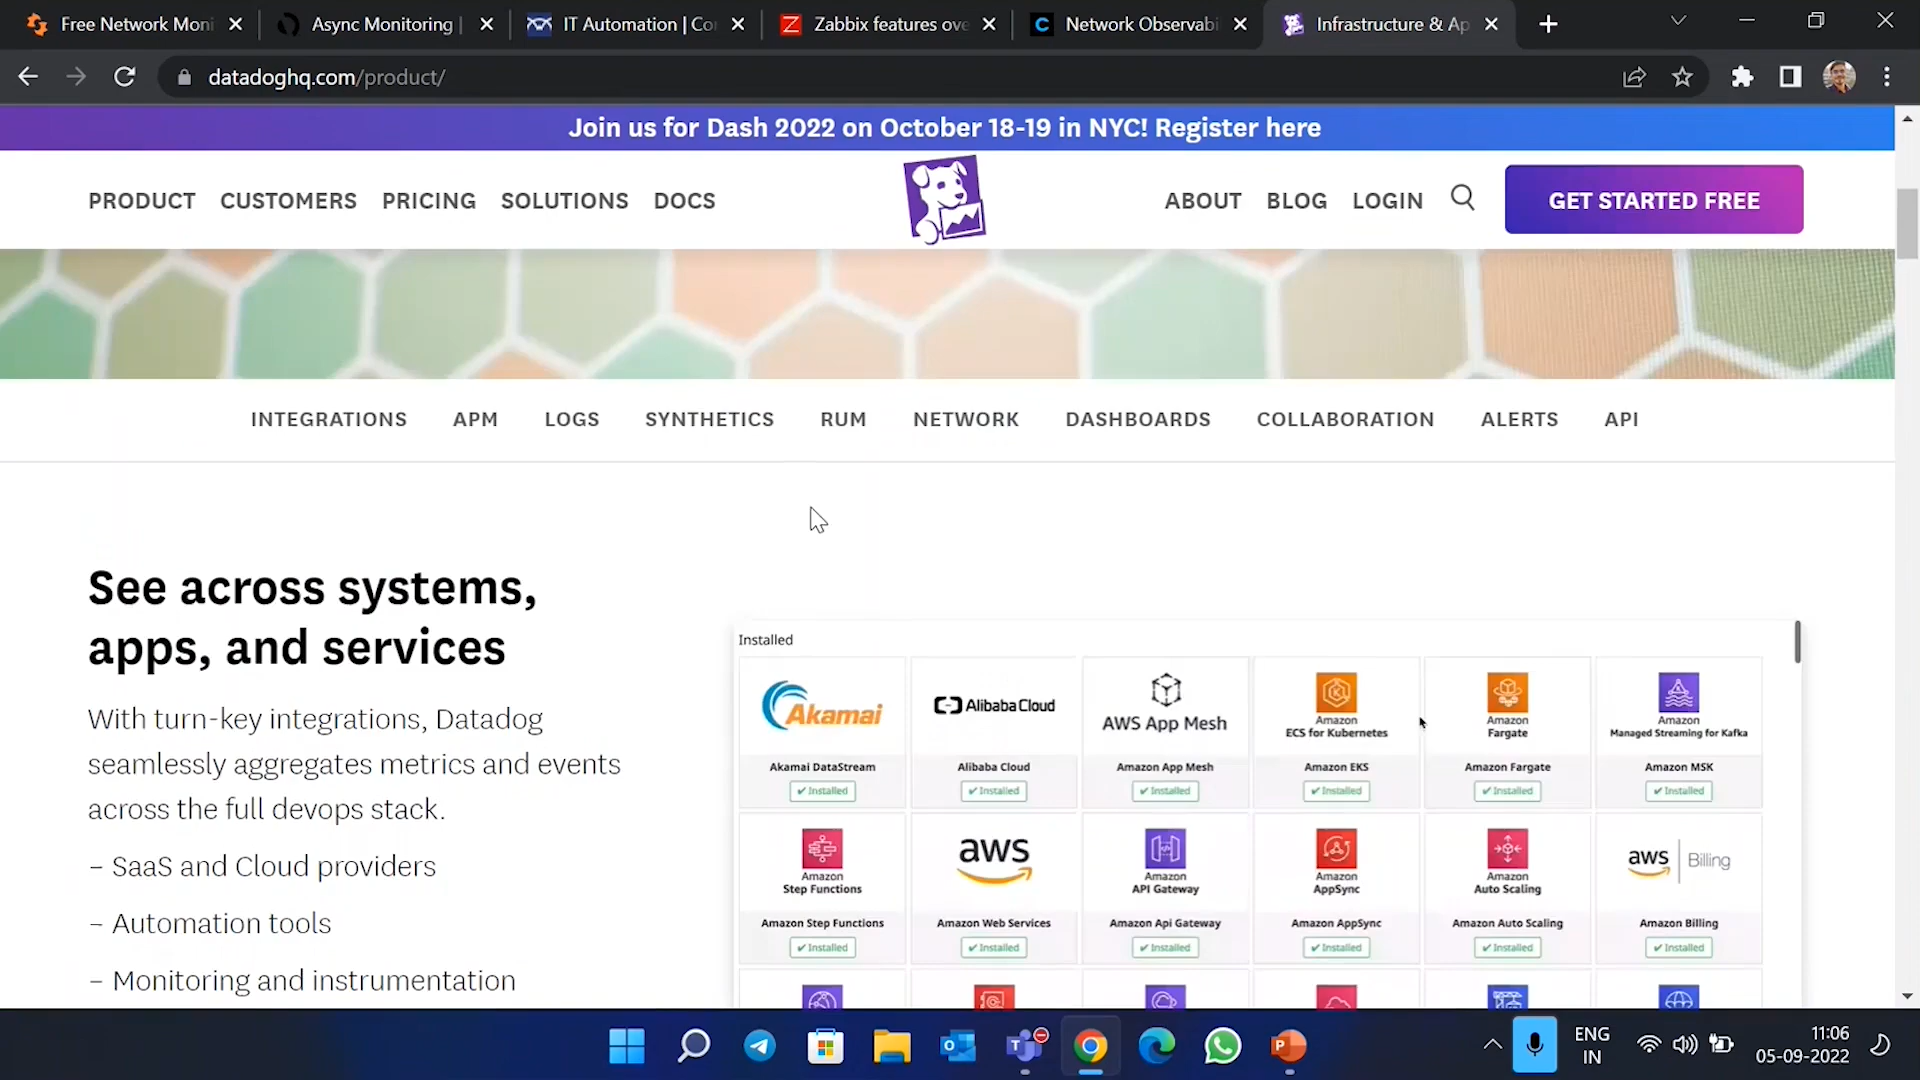 Free Network Moni
Async Monitoring |
IT Automation | Co
Zabbix features ove
Network Observabi
Infrastructure & Ap
datadoghq.com/product/
Join us for Dash 2022 on October 18-19 in NYC! Register here
PRODUCT CUSTOMERS PRICING SOLUTIONS DOCS
ABOUT BLOG LOGIN
GET STARTED FREE
INTEGRATIONS APM LOGS SYNTHETICS RUM NETWORK DASHBOARDS COLLABORATION ALERTS API
See across systems,
apps, and services
With turn-key integrations, Datadog
seamlessly aggregates metrics and events
across the full devops stack.
– SaaS and Cloud providers
– Automation tools
– Monitoring and instrumentation
Installed
Akamai
Alibaba Cloud
AWS App Mesh
Amazon
ECS for Kubernetes
Amazon
Fargate
Amazon
Managed Streaming for Kafka
Akamai DataStream
Alibaba Cloud
Amazon App Mesh
Amazon EKS
Amazon Fargate
Amazon MSK
✔ Installed
✔ Installed
✔ Installed
✔ Installed
✔ Installed
✔ Installed
Amazon
Step Functions
aws
Amazon
API Gateway
Amazon
AppSync
Amazon
Auto Scaling
aws | Billing
Amazon Step Functions
Amazon Web Services
Amazon Api Gateway
Amazon AppSync
Amazon Auto Scaling
Amazon Billing
✔ Installed
✔ Installed
✔ Installed
✔ Installed
✔ Installed
✔ Installed
ENG
IN
11:06
05-09-2022